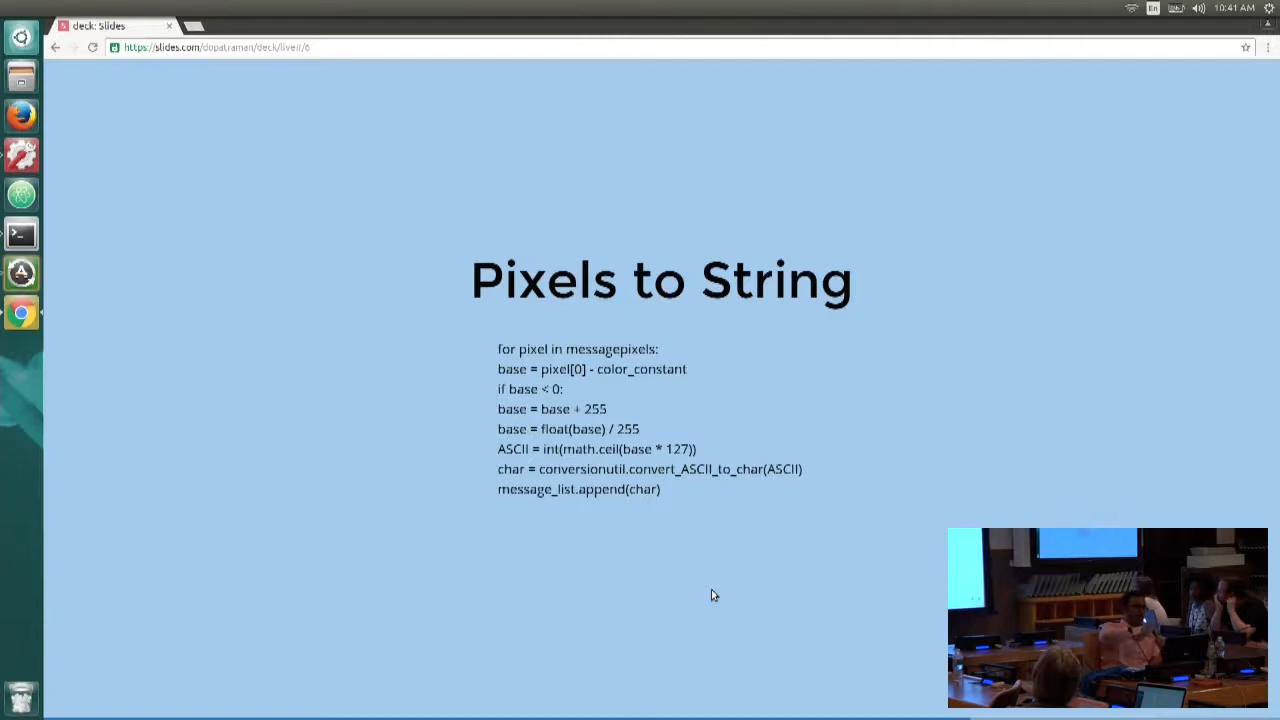 En
10:41 AM
deck: Slides
https://slides.com/dopatraman/deck/live#/6
Pixels to String
for pixel in messagepixels:
base = pixel[0] - color_constant
if base < 0:
base = base + 255
base = float(base) / 255
ASCII = int(math.ceil(base * 127))
char = conversionutil.convert_ASCII_to_char(ASCII)
message_list.append(char)